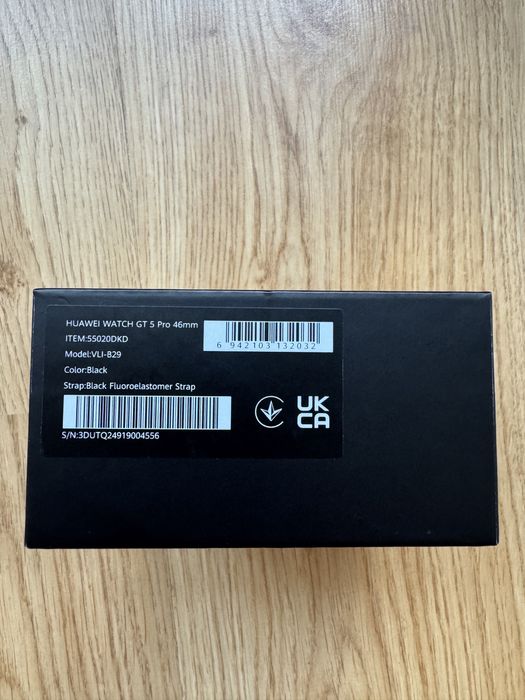 HUAWEI WATCH GT 5 Pro 46mm
ITEM:55020DKD
Model:VLI-B29
Color:Black
Strap:Black Fluoroelastomer Strap
6 942103 132032
S/N:3DUTQ24919004556
UK
CA